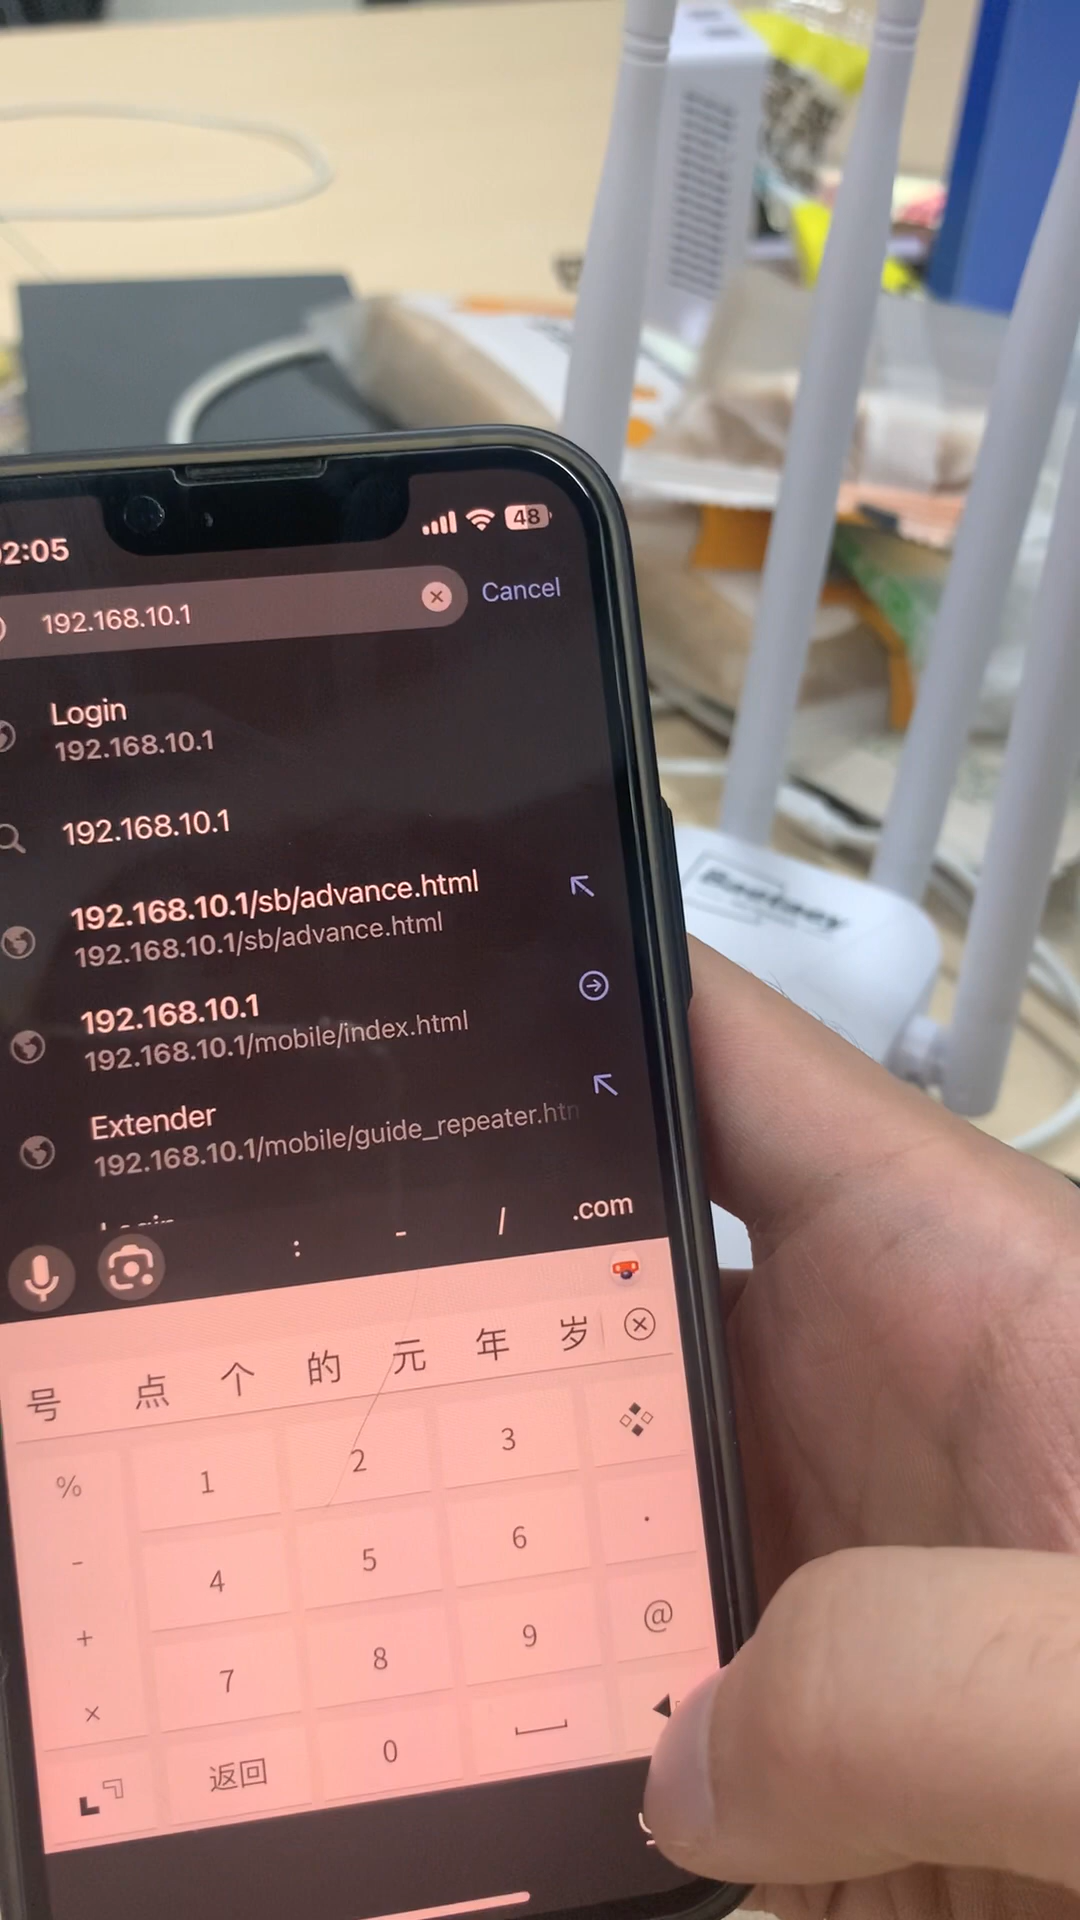 2:05
48
192.168.10.1
Cancel
Login
192.168.10.1
192.168.10.1
192.168.10.1/sb/advance.html
192.168.10.1/sb/advance.html
192.168.10.1
192.168.10.1/mobile/index.html
Extender
192.168.10.1/mobile/guide_repeater.htm
: - / .com
号 点 个 的 元 年 岁
% 1 2 3
- 4 5 6 .
+ 7 8 9 @
×
返回 0